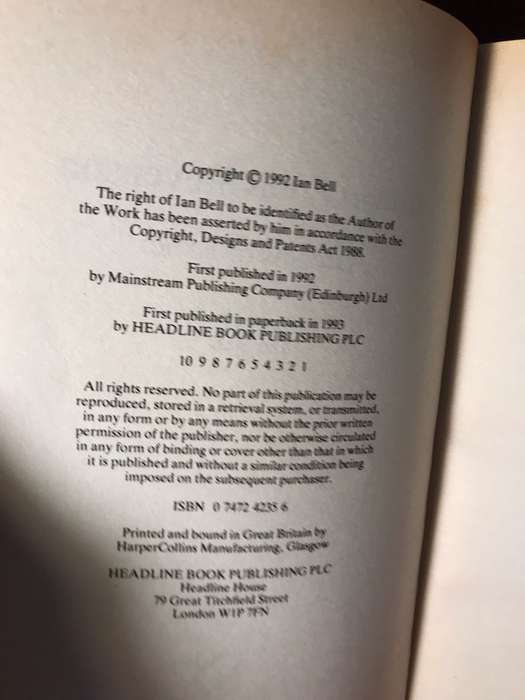 Copyright © 1992 Ian Bell
The right of Ian Bell to be identified as the Author of
the Work has been asserted by him in accordance with the
Copyright, Designs and Patents Act 1988.
First published in 1992
by Mainstream Publishing Company (Edinburgh) Ltd
First published in paperback in 1993
by HEADLINE BOOK PUBLISHING PLC
10 9 8 7 6 5 4 3 2 1
All rights reserved. No part of this publication may be
reproduced, stored in a retrieval system, or transmitted,
in any form or by any means without the prior written
permission of the publisher, nor be otherwise circulated
in any form of binding or cover other than that in which
it is published and without a similar condition being
imposed on the subsequent purchaser.
ISBN 0 7472 4235 6
Printed and bound in Great Britain by
HarperCollins Manufacturing, Glasgow
HEADLINE BOOK PUBLISHING PLC
Headline House
79 Great Titchfield Street
London W1P 7FN